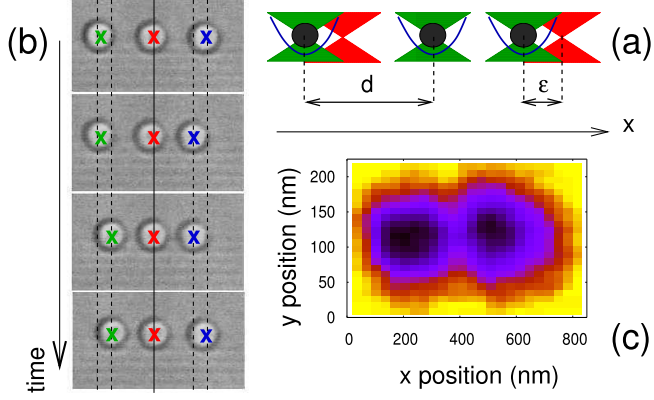 (b)
X X X
X X X
X X X
X X X
time
(a)
d
ε
x
y position (nm)
200
150
100
50
0
0 200 400 600 800
x position (nm)
(c)